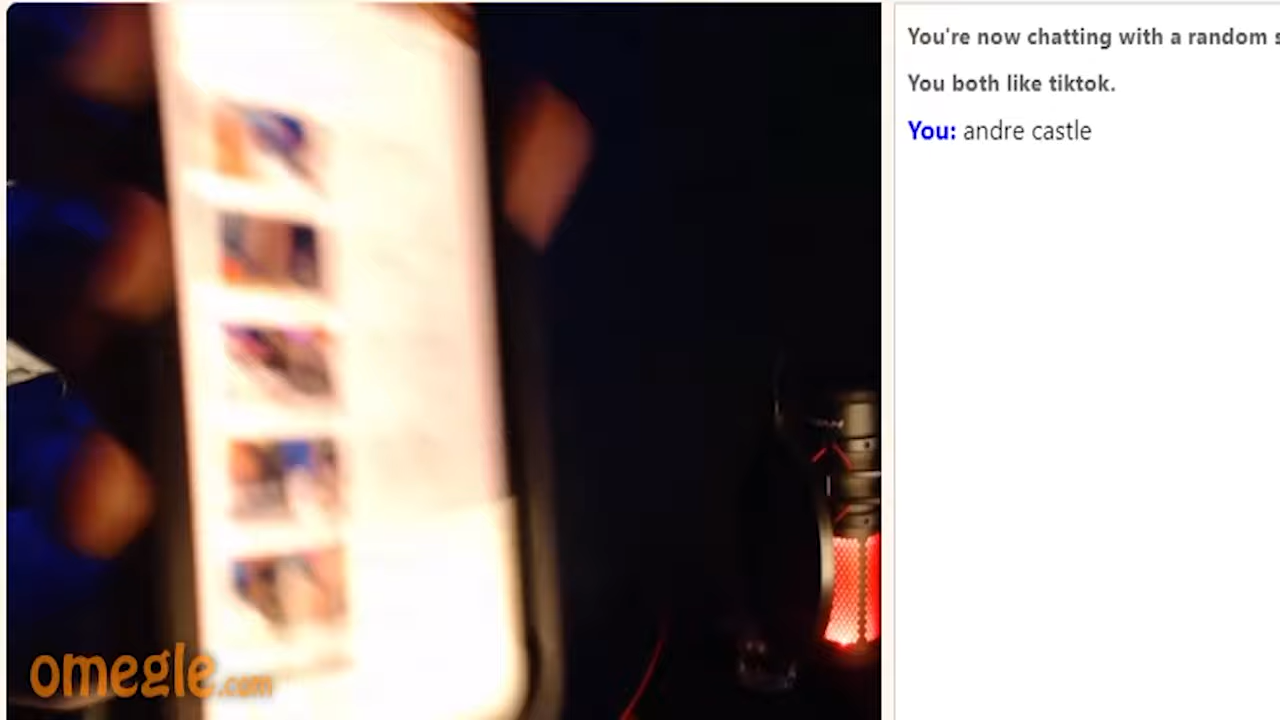 You're now chatting with a random s
You both like tiktok.
You: andre castle
omegle.com